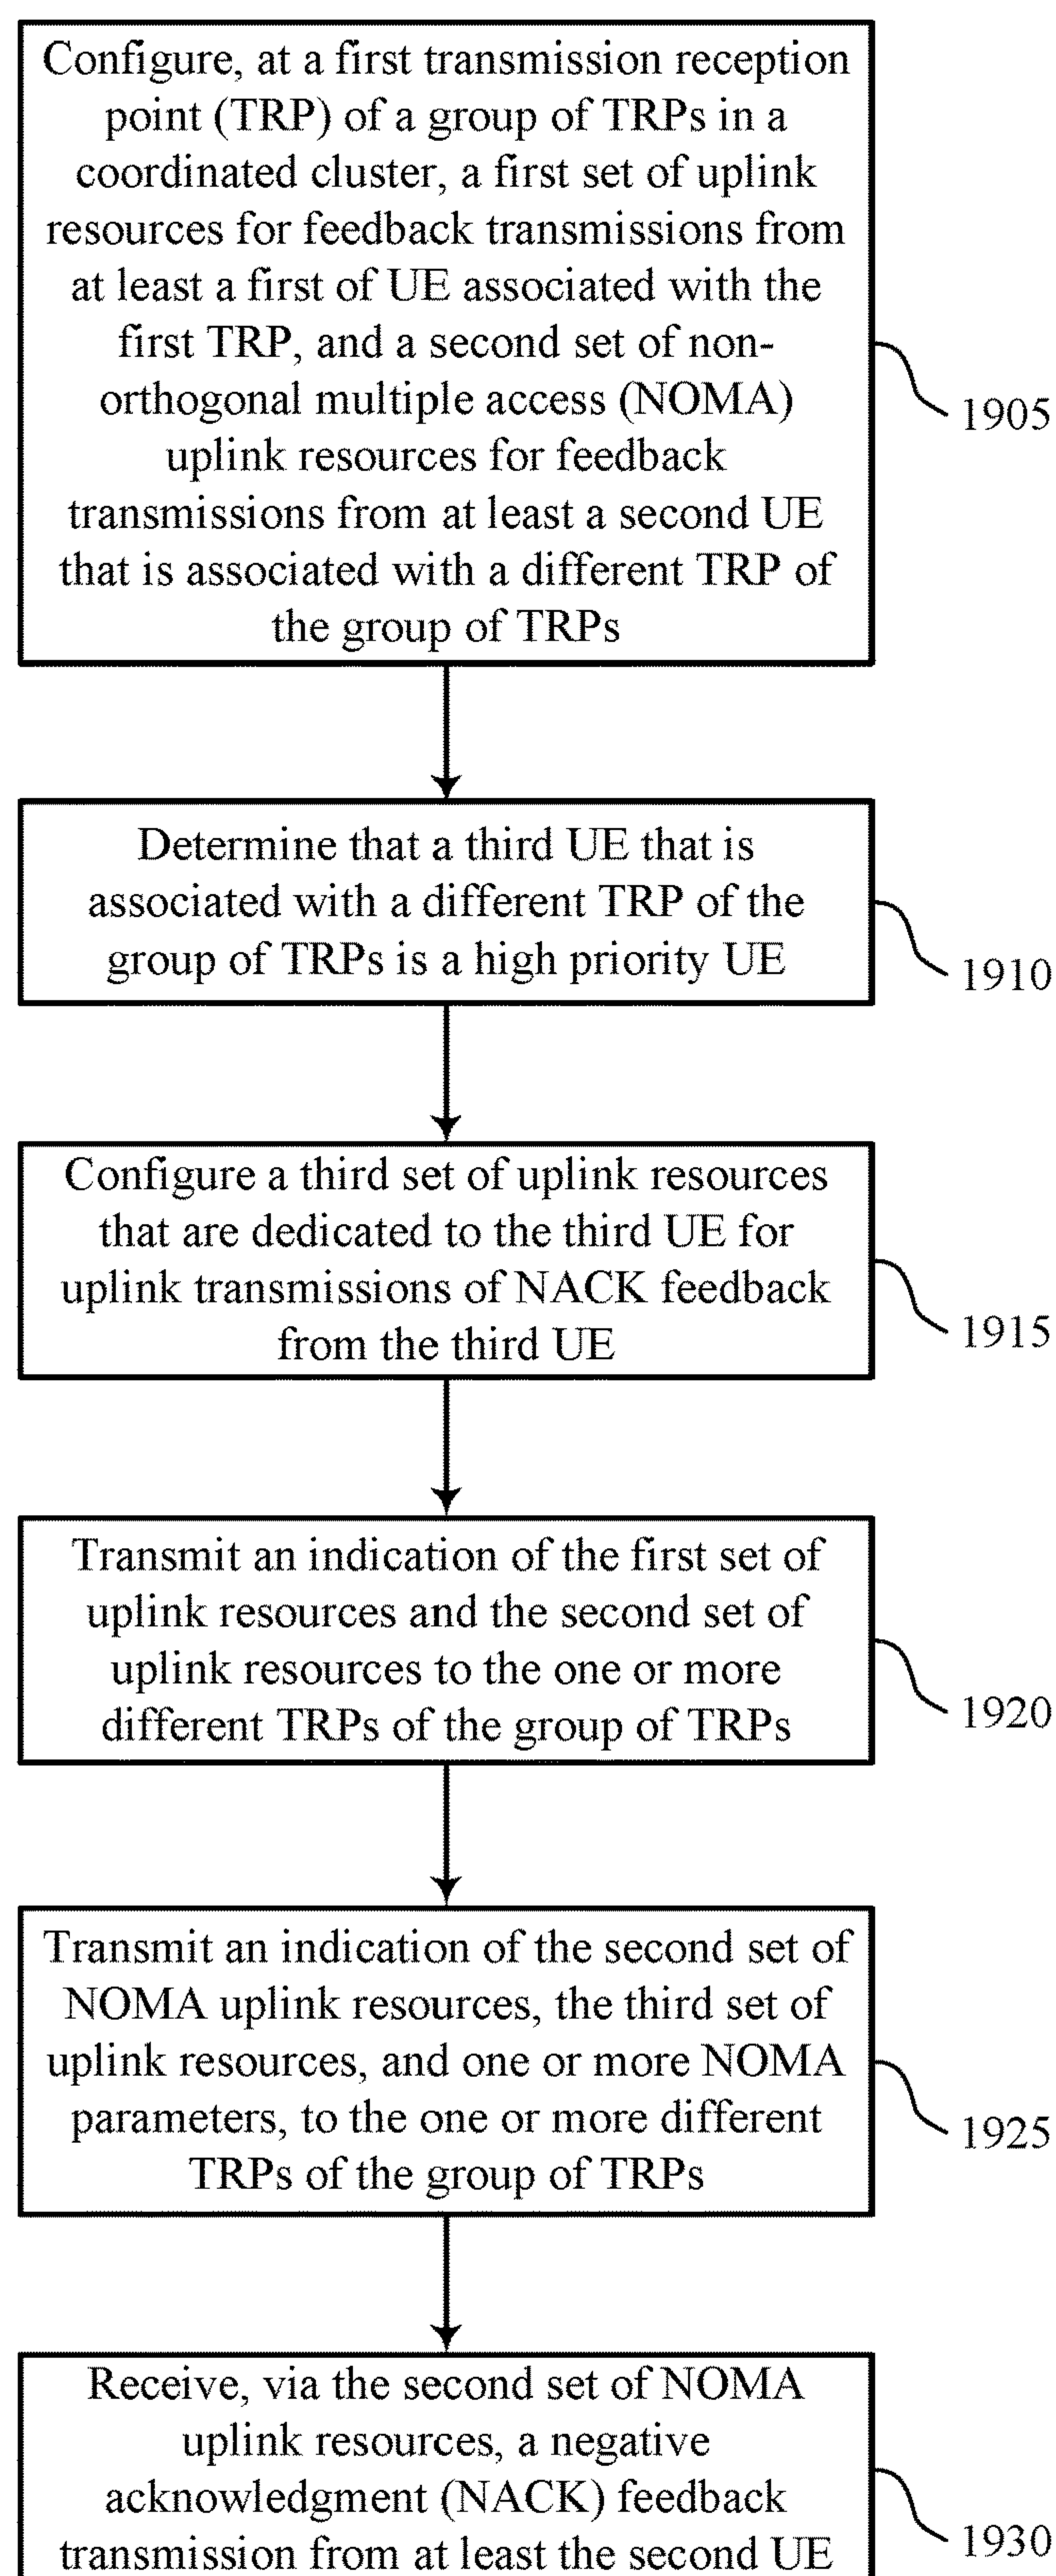 Configure, at a first transmission reception
point (TRP) of a group of TRPs in a
coordinated cluster, a first set of uplink
resources for feedback transmissions from
at least a first of UE associated with the
first TRP, and a second set of non-
orthogonal multiple access (NOMA)
uplink resources for feedback
transmissions from at least a second UE
that is associated with a different TRP of
the group of TRPs
1905
Determine that a third UE that is
associated with a different TRP of the
group of TRPs is a high priority UE
1910
Configure a third set of uplink resources
that are dedicated to the third UE for
uplink transmissions of NACK feedback
from the third UE
1915
Transmit an indication of the first set of
uplink resources and the second set of
uplink resources to the one or more
different TRPs of the group of TRPs
1920
Transmit an indication of the second set of
NOMA uplink resources, the third set of
uplink resources, and one or more NOMA
parameters, to the one or more different
TRPs of the group of TRPs
1925
Receive, via the second set of NOMA
uplink resources, a negative
acknowledgment (NACK) feedback
transmission from at least the second UE
1930